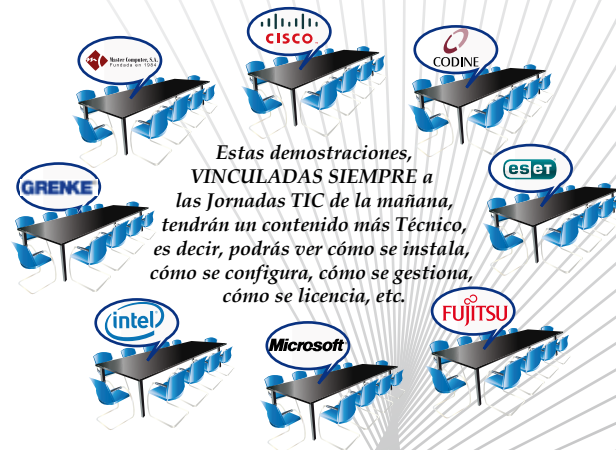 Master Computer, S.A.
Fundada en 1984
CISCO
CODINE
Estas demostraciones,
VINCULADAS SIEMPRE a
las Jornadas TIC de la mañana,
tendrán un contenido más Técnico,
es decir, podrás ver cómo se instala,
cómo se configura, cómo se gestiona,
cómo se licencia, etc.
GRENKE
eseT
intel
Microsoft
FUJITSU